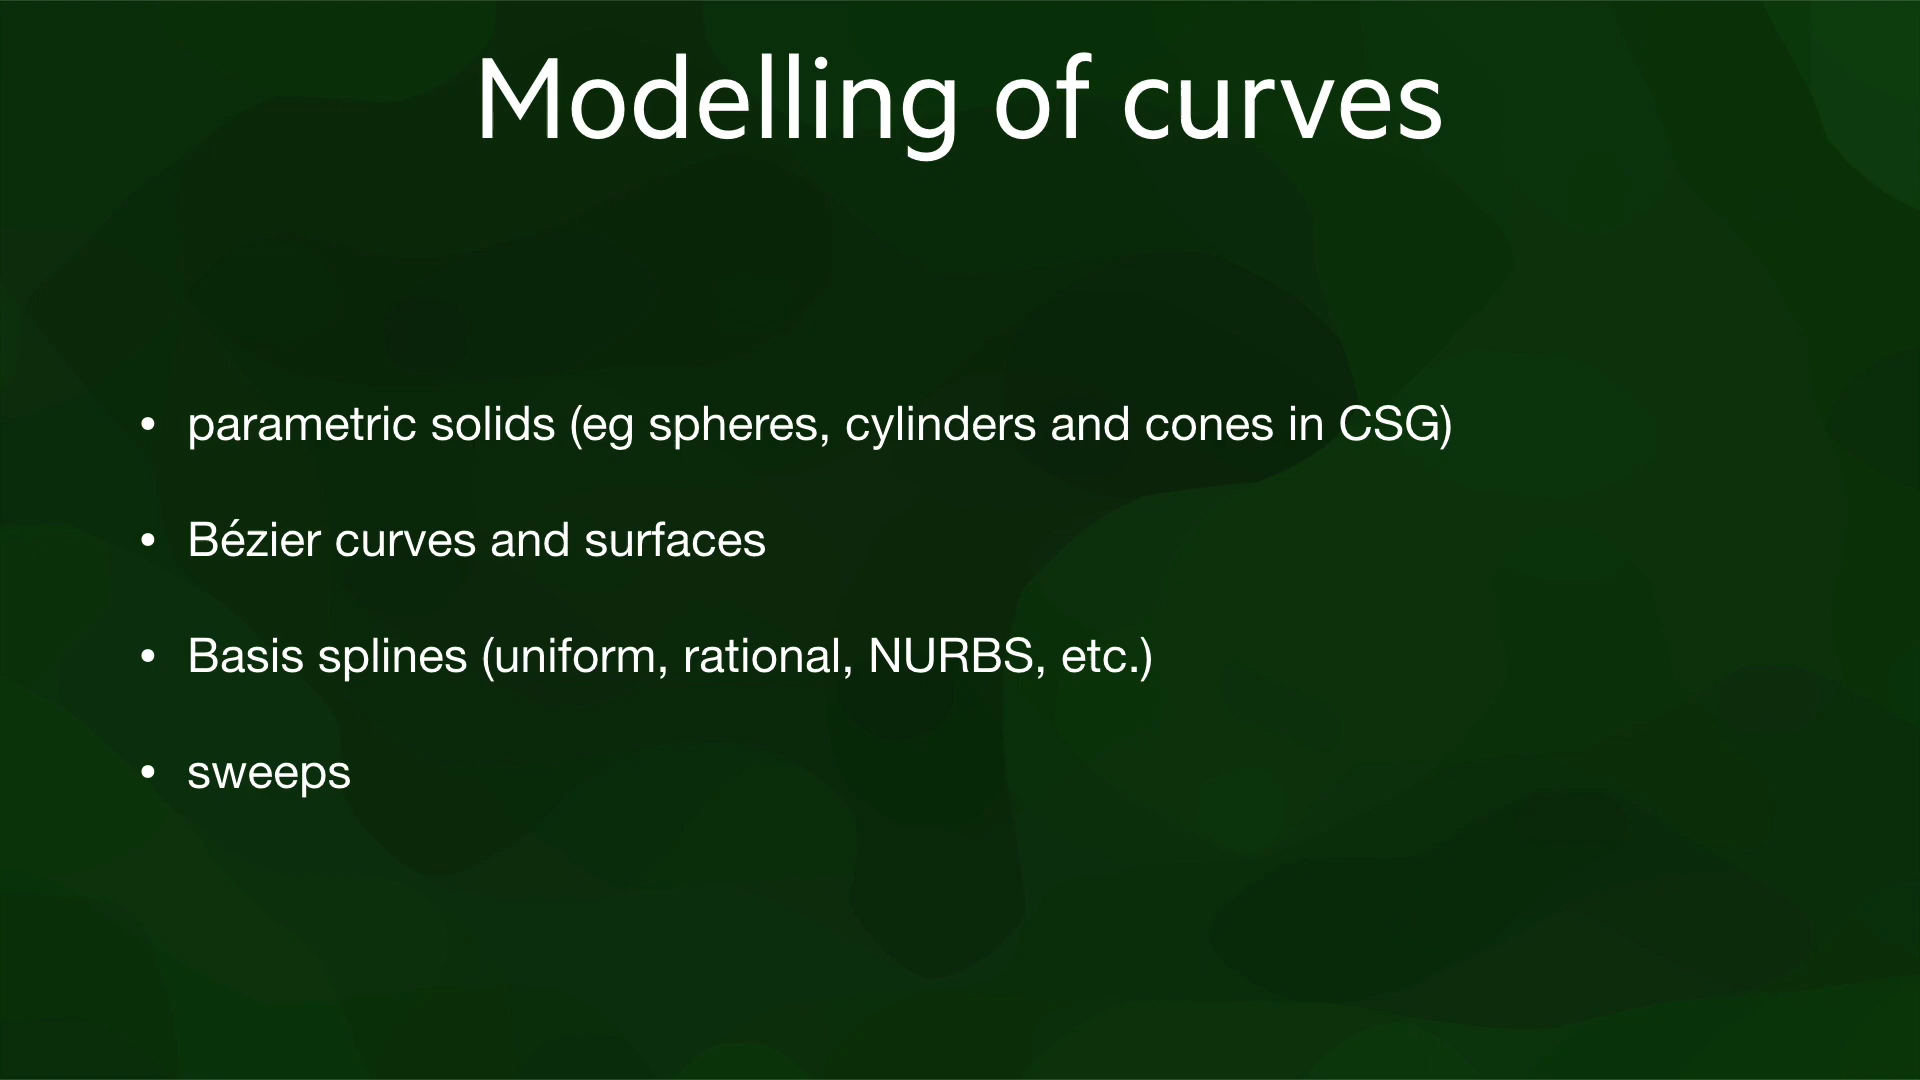 Modelling of curves
• parametric solids (eg spheres, cylinders and cones in CSG)
• Bézier curves and surfaces
• Basis splines (uniform, rational, NURBS, etc.)
• sweeps